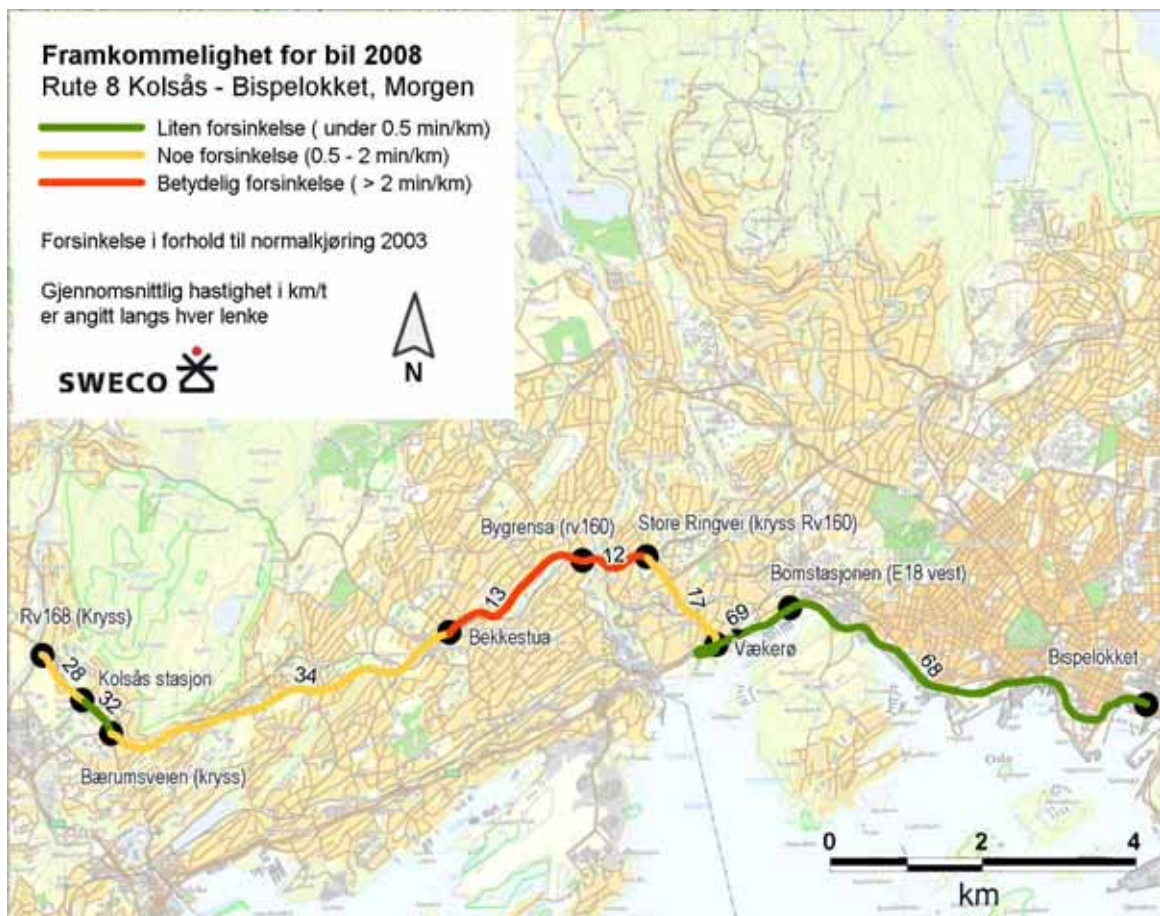 Framkommelighet for bil 2008
Rute 8 Kolsås - Bispelokket, Morgen
Liten forsinkelse ( under 0.5 min/km)
Noe forsinkelse (0.5 - 2 min/km)
Betydelig forsinkelse ( > 2 min/km)
Forsinkelse i forhold til normalkjøring 2003
Gjennomsnittlig hastighet i km/t
er angitt langs hver lenke
SWECO
N
Bygrensa (rv160)
Store Ringvei (kryss Rv160)
12
Bomstasjonen (E18 vest)
13
17
69
Rv168 (Kryss)
Bekkestua
Vækerø
Bispelokket
28
Kolsås stasjon
34
68
32
Bærumsveien (kryss)
Oslo
0 2 4
km